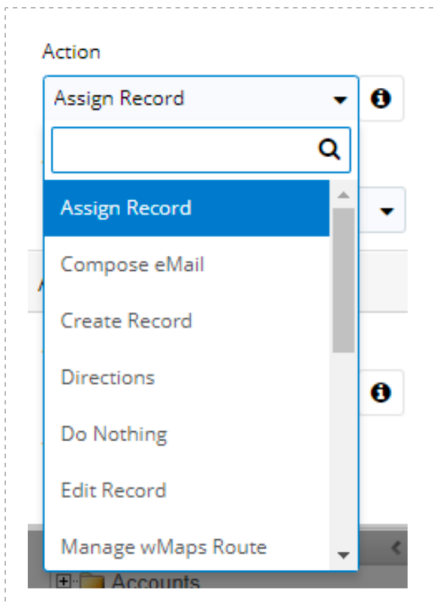 Action
Assign Record
Assign Record
Compose eMail
Create Record
Directions
Do Nothing
Edit Record
Manage wMaps Route
Accounts